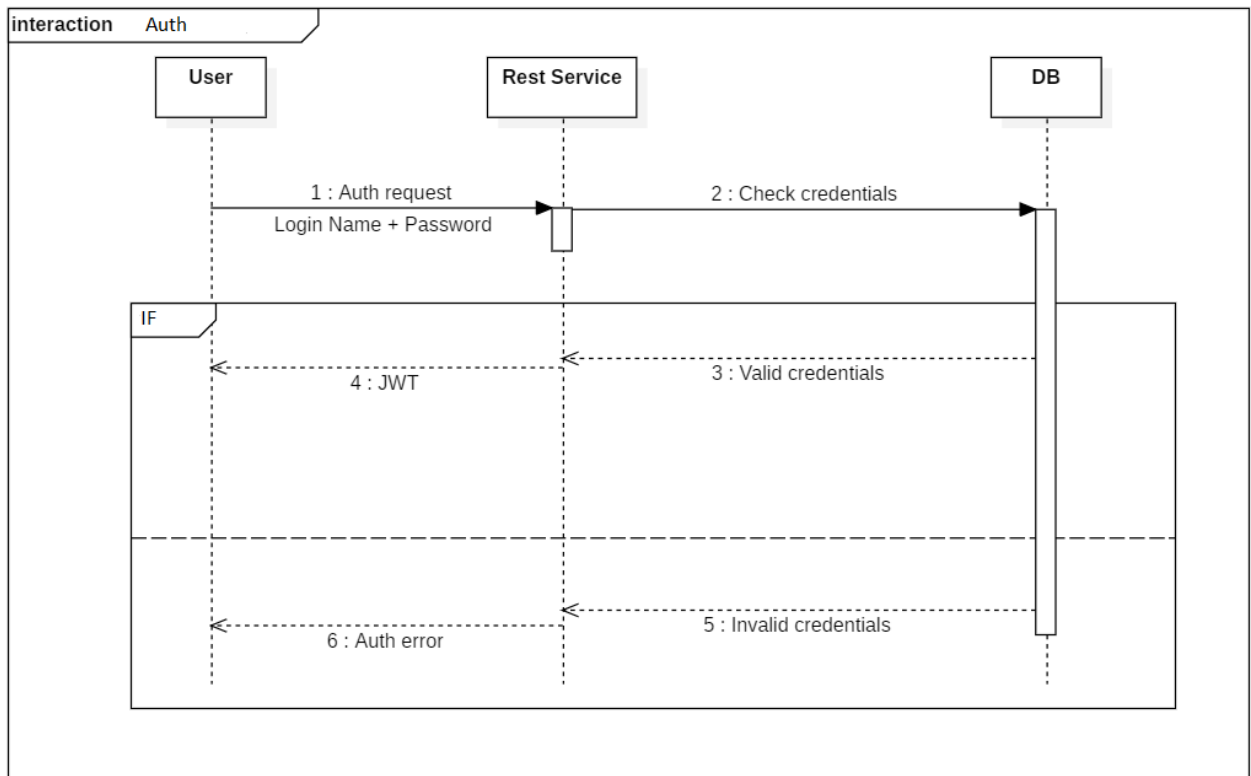 interaction Auth
User
Rest Service
DB
1 : Auth request
2 : Check credentials
Login Name + Password
IF
3 : Valid credentials
4 : JWT
5 : Invalid credentials
6 : Auth error